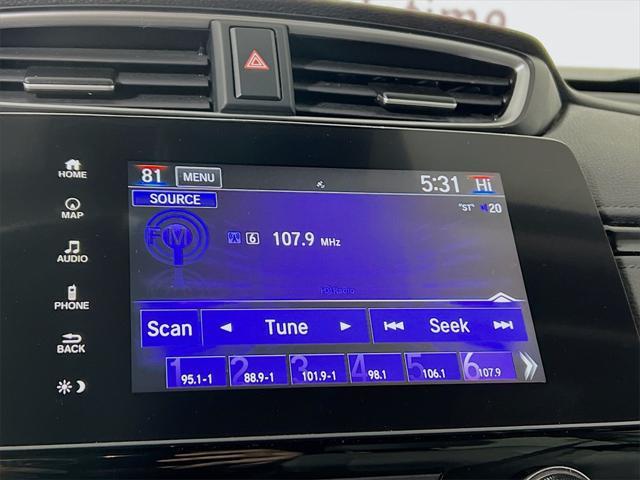 HOME
MAP
AUDIO
PHONE
BACK
81 MENU 5:31 Hi
SOURCE "ST" 20
FM 6 107.9 MHz
HD Radio
Scan Tune Seek
1 95.1-1 2 88.9-1 3 101.9-1 4 98.1 5 106.1 6 107.9